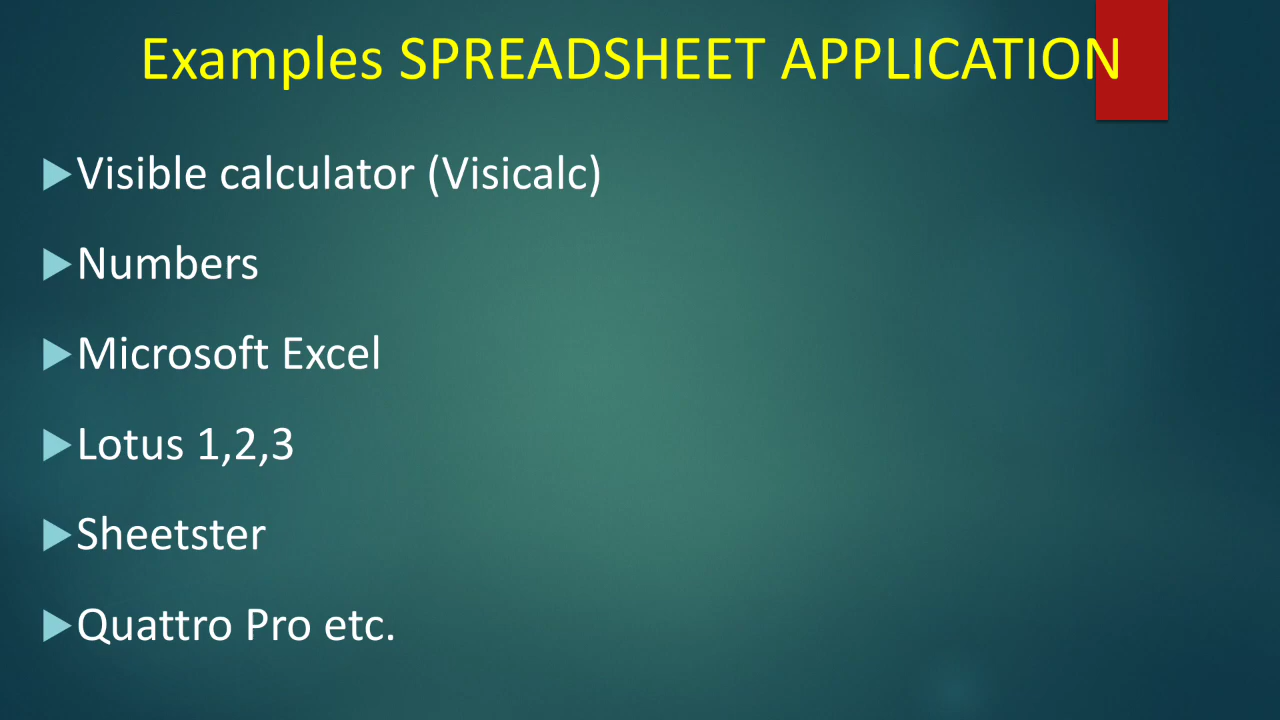 Examples SPREADSHEET APPLICATION
Visible calculator (Visicalc)
Numbers
Microsoft Excel
Lotus 1,2,3
Sheetster
Quattro Pro etc.